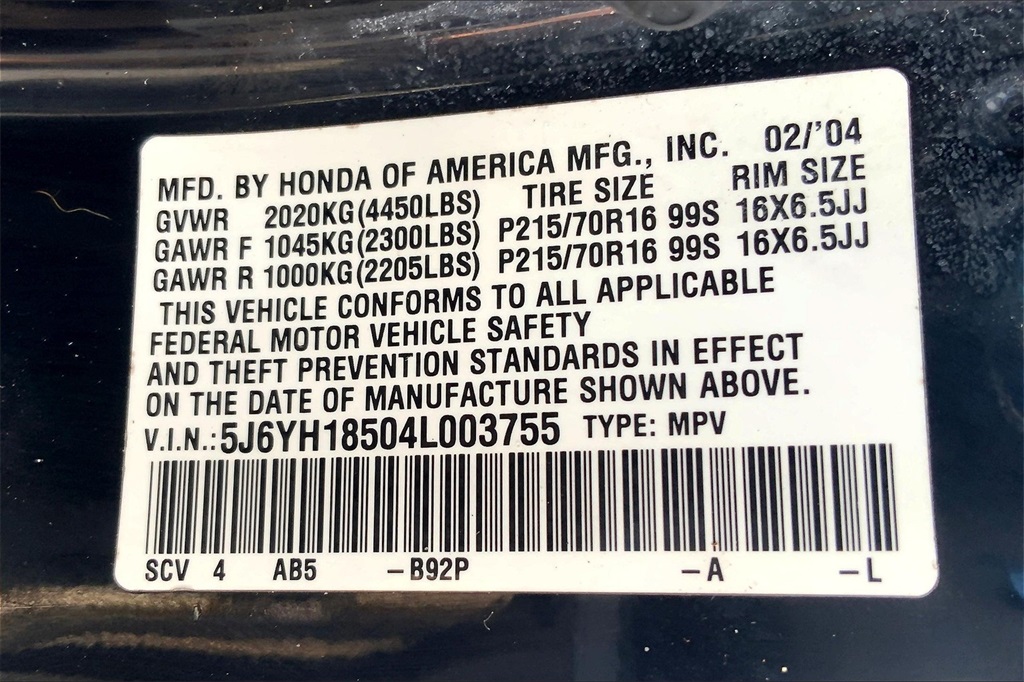 MFD. BY HONDA OF AMERICA MFG., INC. 02/'04
GVWR 2020KG(4450LBS) TIRE SIZE RIM SIZE
GAWR F 1045KG(2300LBS) P215/70R16 99S 16X6.5JJ
GAWR R 1000KG(2205LBS) P215/70R16 99S 16X6.5JJ
THIS VEHICLE CONFORMS TO ALL APPLICABLE
FEDERAL MOTOR VEHICLE SAFETY
AND THEFT PREVENTION STANDARDS IN EFFECT
ON THE DATE OF MANUFACTURE SHOWN ABOVE.
V.I.N.:5J6YH18504L003755 TYPE: MPV
SCV 4 AB5 –B92P –A –L